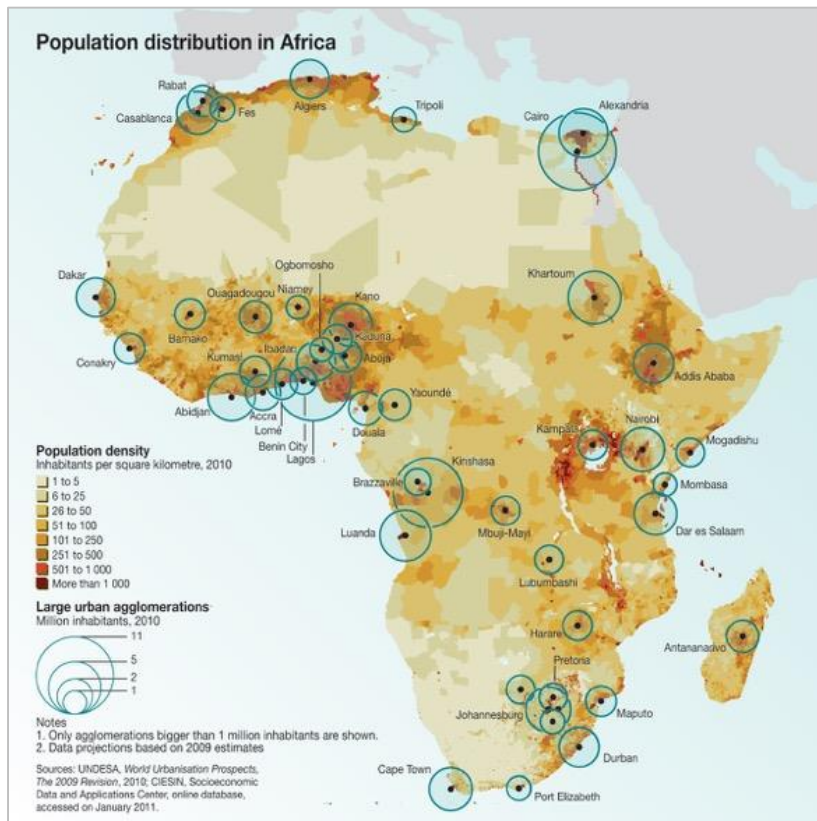 Population distribution in Africa
Rabat
Casablanca
Fes
Algiers
Tripoli
Cairo
Alexandria
Dakar
Conakry
Bamako
Ouagadougou
Niamey
Ogbomosho
Kano
Kaduna
Abuja
Ibadan
Kumasi
Abidjan
Accra
Lomé
Benin City
Lagos
Douala
Yaoundé
Khartoum
Addis Ababa
Kampala
Nairobi
Mogadishu
Mombasa
Dar es Salaam
Brazzaville
Kinshasa
Luanda
Mbuji-Mayi
Lubumbashi
Harare
Antananarivo
Pretoria
Johannesburg
Maputo
Durban
Cape Town
Port Elizabeth
Population density
Inhabitants per square kilometre, 2010
1 to 5
6 to 25
26 to 50
51 to 100
101 to 250
251 to 500
501 to 1 000
More than 1 000
Large urban agglomerations
Million inhabitants, 2010
11
5
2
1
Notes
1. Only agglomerations bigger than 1 million inhabitants are shown.
2. Data projections based on 2009 estimates
Sources: UNDESA, World Urbanisation Prospects,
The 2009 Revision, 2010; CIESIN, Socioeconomic
Data and Applications Center, online database,
accessed on January 2011.